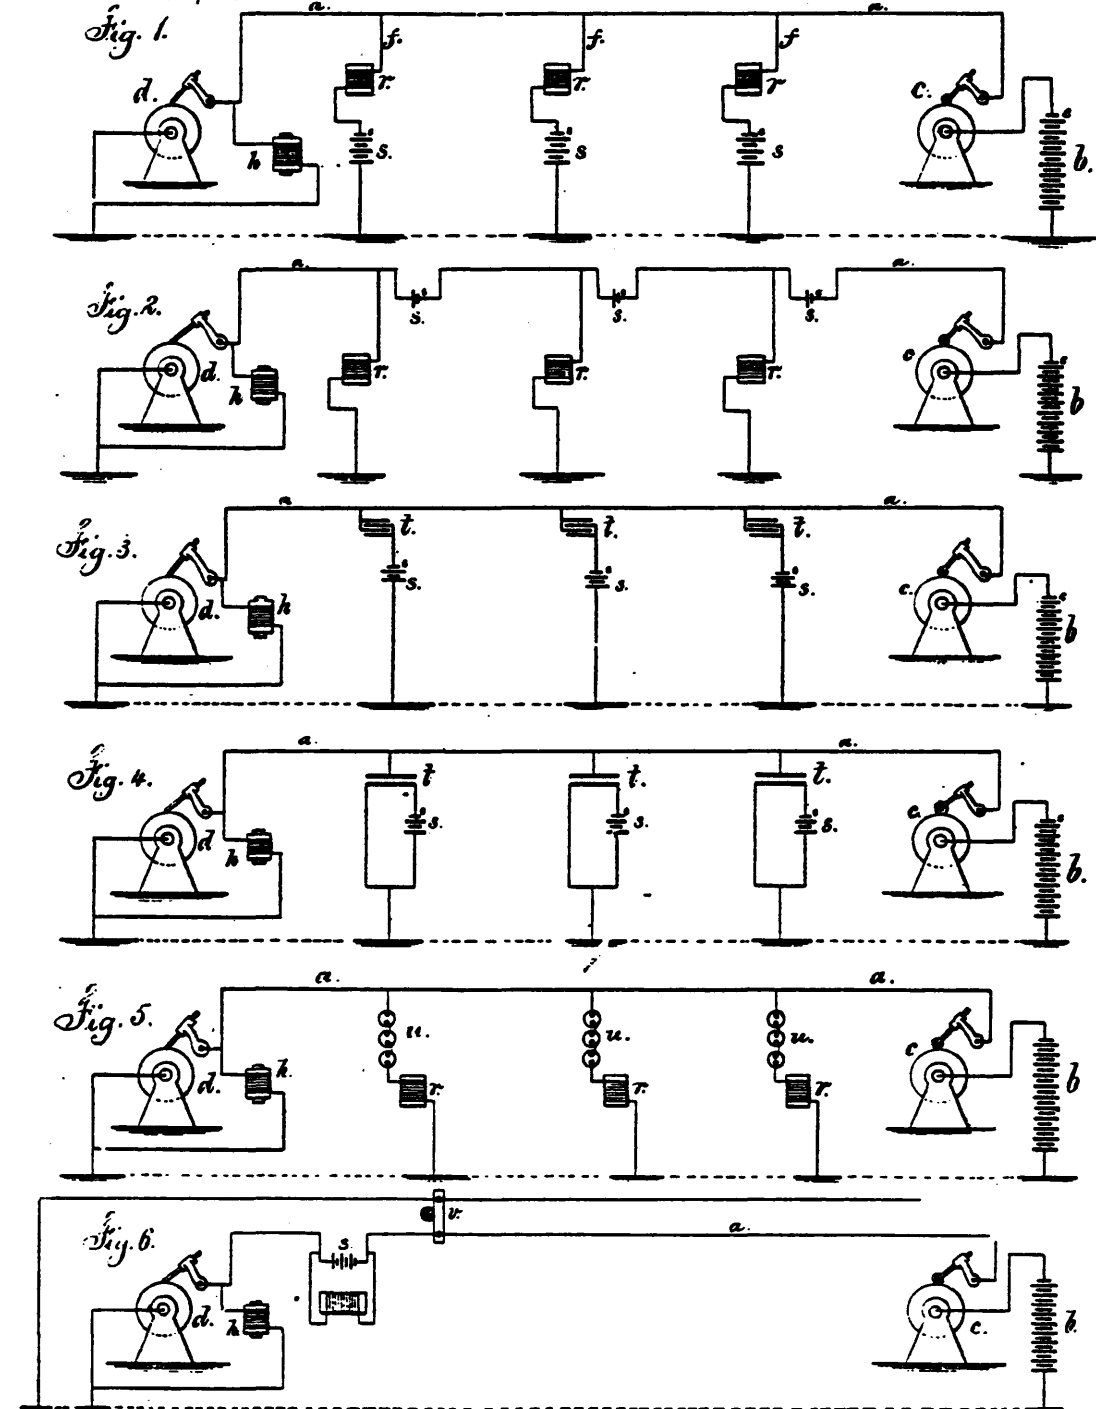 a. a.
Fig. 1.
f. f. f
d. r. r. r c.
h s. s. s b.
a. a.
Fig. 2.
s. s. s.
d. r. r. r. c
h b
a a.
Fig. 3.
t. t. t.
d. h s. s. s. c. b
a. a.
Fig. 4.
t t. t.
d h s. s. s. c. b.
a. a.
Fig. 5.
u. u. u.
d. h. r. r. r. c b
v.
Fig. 6.
s. a.
d. h c. b.